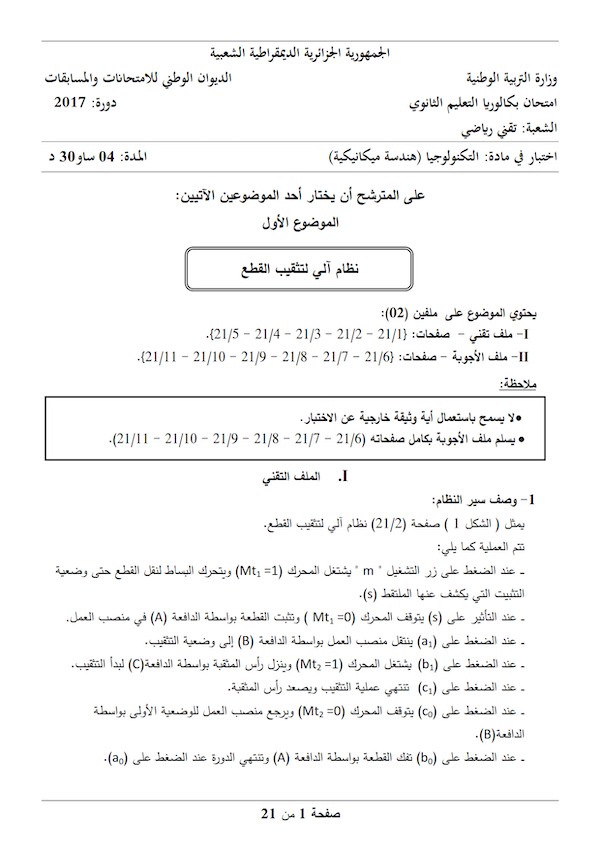 الجمهورية الجزائرية الديمقراطية الشعبية
وزارة التربية الوطنية الديوان الوطني للامتحانات والمسابقات
امتحان بكالوريا التعليم الثانوي دورة: 2017
الشعبة: تقني رياضي
اختبار في مادة: التكنولوجيا (هندسة ميكانيكية) المدة: 04 سا و30 د
على المترشح أن يختار أحد الموضوعين الآتيين:
الموضوع الأول
نظام آلي لتثقيب القطع
يحتوي الموضوع على ملفين (02):
I- ملف تقني - صفحات: {21/1 - 21/2 - 21/3 - 21/4 - 21/5}.
II- ملف الأجوبة - صفحات: {21/6 - 21/7 - 21/8 - 21/9 - 21/10 - 21/11}.
ملاحظة:
•لا يسمح باستعمال أية وثيقة خارجية عن الاختبار.
• يسلم ملف الأجوبة بكامل صفحاته (21/6 - 21/7 - 21/8 - 21/9 - 21/10 - 21/11).
I. الملف التقني
1- وصف سير النظام:
يمثل ( الشكل 1 ) صفحة (21/2) نظام آلي لتثقيب القطع.
تتم العملية كما يلي:
ـ عند الضغط على زر التشغيل " m " يشتغل المحرك (Mt1 =1) ويتحرك البساط لنقل القطع حتى وضعية
التثبيت التي يكشف عنها الملتقط (s).
ـ عند التأثير على (s) يتوقف المحرك (Mt1 =0 ) وتثبت القطعة بواسطة الدافعة (A) في منصب العمل.
ـ عند الضغط على (a1) ينتقل منصب العمل بواسطة الدافعة (B) إلى وضعية التثقيب.
ـ عند الضغط على (b1) يشتغل المحرك (Mt2 =1) وينزل رأس المثقبة بواسطة الدافعة(C) لبدأ التثقيب.
ـ عند الضغط على (c1) تنتهي عملية التثقيب ويصعد رأس المثقبة.
ـ عند الضغط على (c0) يتوقف المحرك (Mt2 =0) ويرجع منصب العمل للوضعية الأولى بواسطة
الدافعة(B).
ـ عند الضغط على (b0) تفك القطعة بواسطة الدافعة (A) وتنتهي الدورة عند الضغط على (a0).
صفحة 1 من 21